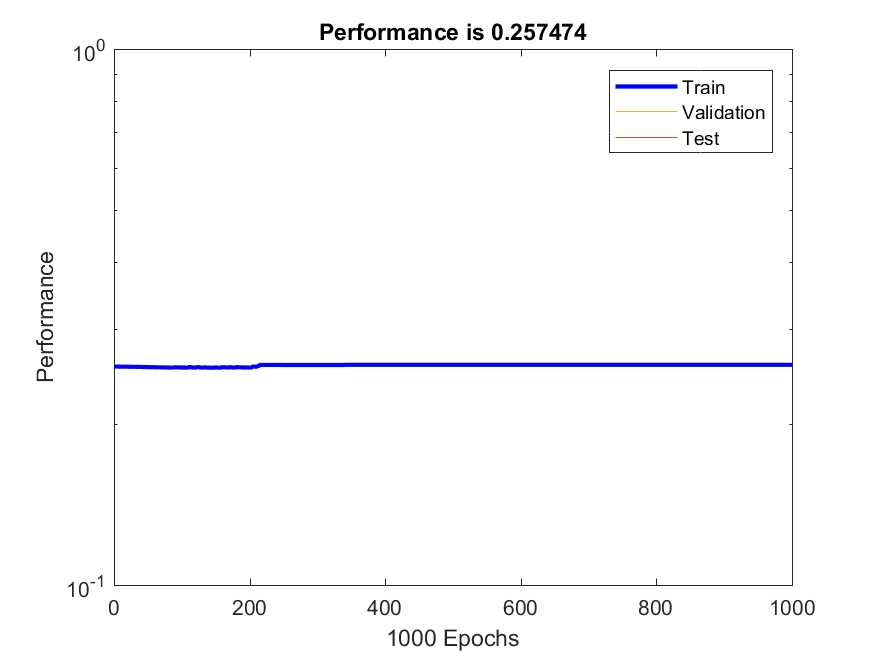 Performance is 0.257474
10^0
Train
Validation
Test
Performance
10^-1
0 200 400 600 800 1000
1000 Epochs